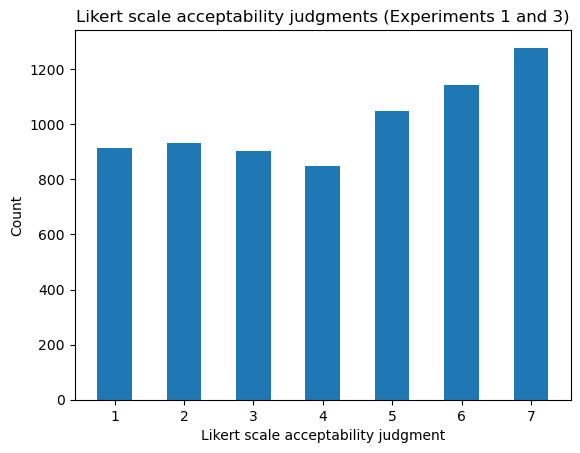 Likert scale acceptability judgments (Experiments 1 and 3)
1200
1000
800
600
400
200
0
Count
1 2 3 4 5 6 7
Likert scale acceptability judgment